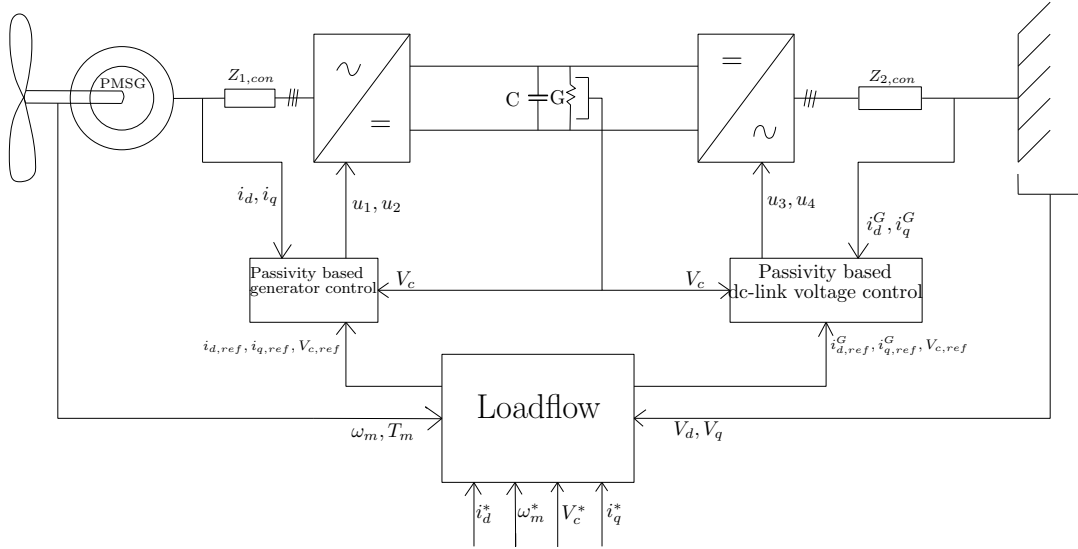 PMSG
Z_{1,con}
C
G
Z_{2,con}
i_d, i_q
u_1, u_2
u_3, u_4
i_d^G, i_q^G
Passivity based
generator control
V_c
V_c
Passivity based
dc-link voltage control
i_{d,ref}, i_{q,ref}, V_{c,ref}
i_{d,ref}^G, i_{q,ref}^G, V_{c,ref}
Loadflow
ω_m, T_m
V_d, V_q
i_d^*
ω_m^*
V_c^*
i_q^*